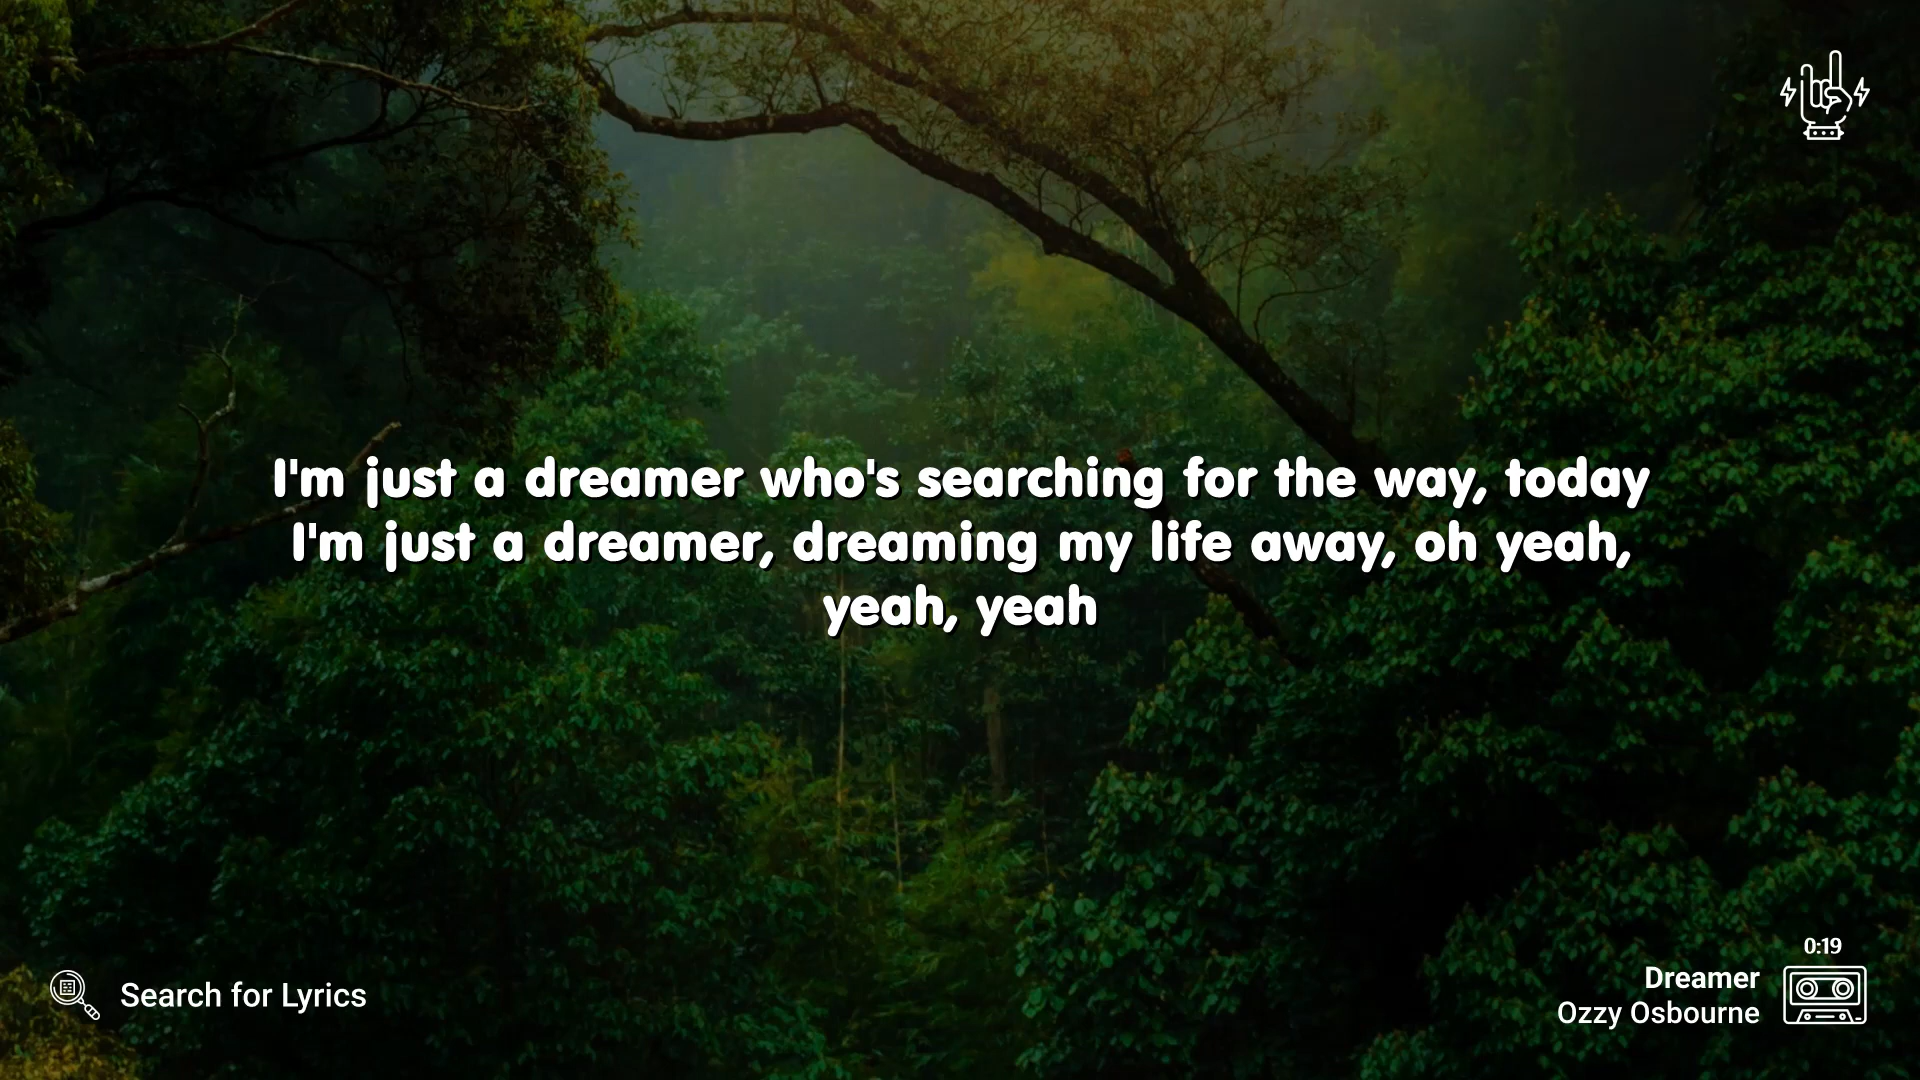 I'm just a dreamer who's searching for the way, today
I'm just a dreamer, dreaming my life away, oh yeah,
yeah, yeah
Search for Lyrics
0:19
Dreamer
Ozzy Osbourne